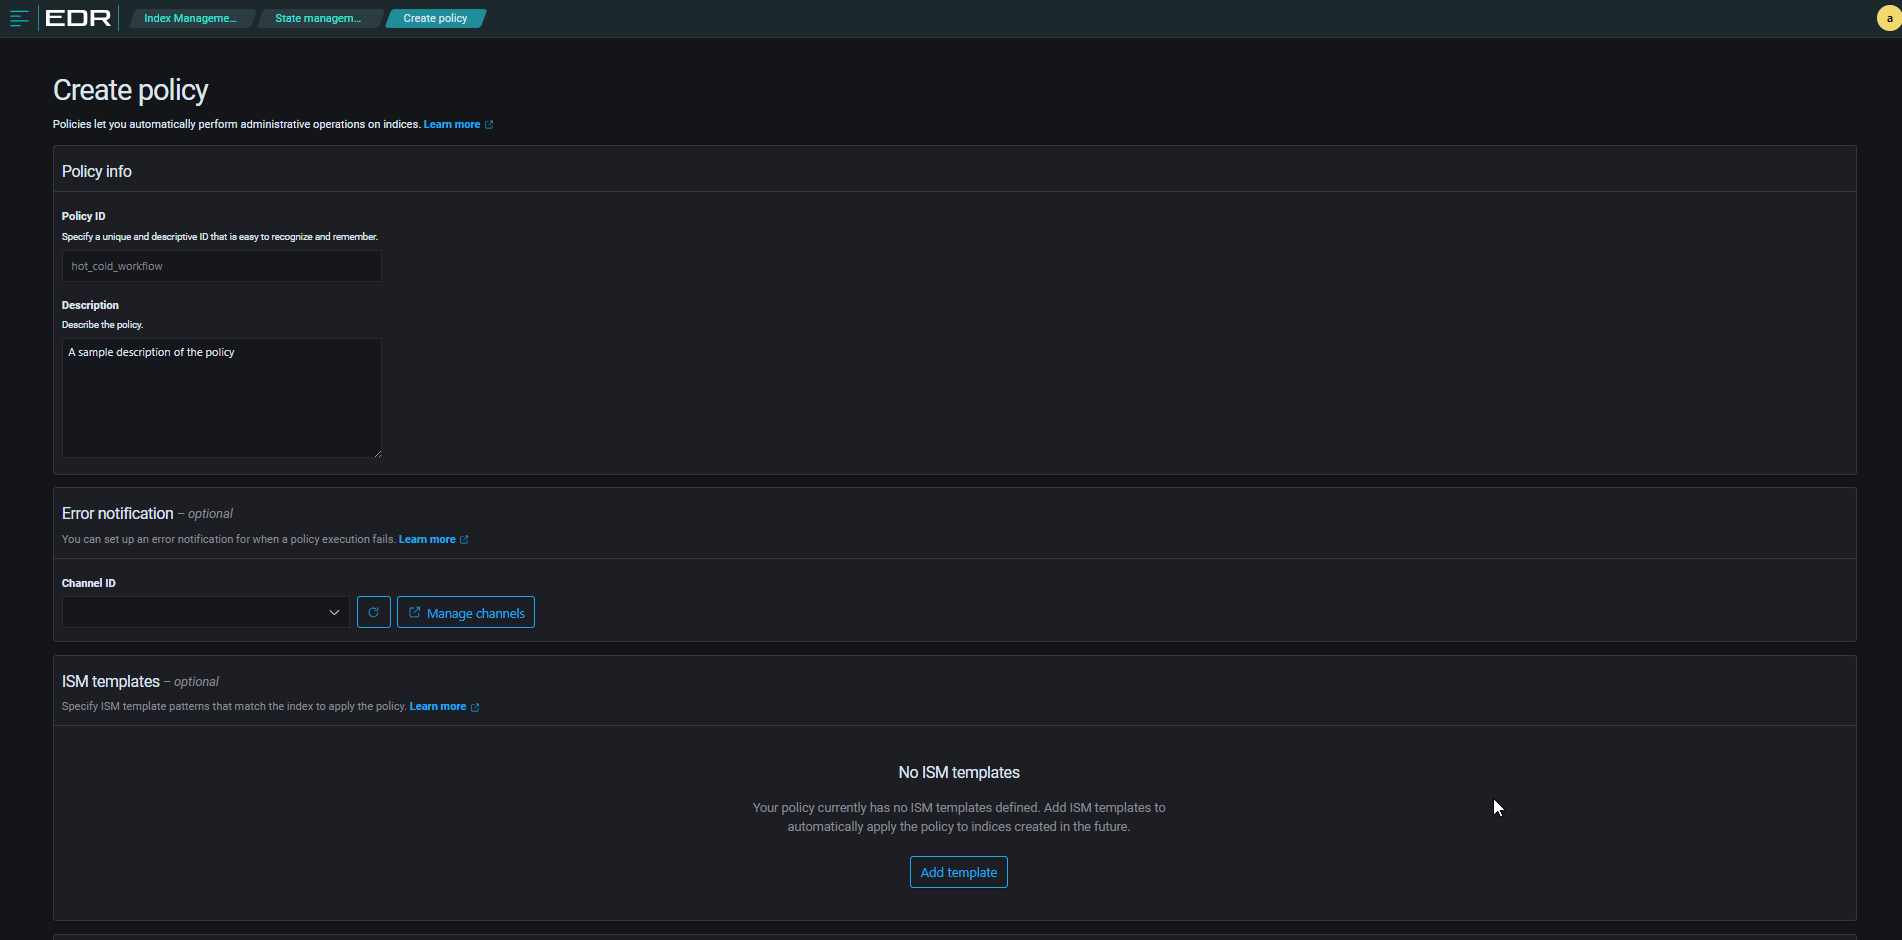 EDR
Index Manageme...
State managem...
Create policy
a
Create policy
Policies let you automatically perform administrative operations on indices. Learn more
Policy info
Policy ID
Specify a unique and descriptive ID that is easy to recognize and remember.
hot_cold_workflow
Description
Describe the policy.
A sample description of the policy
Error notification – optional
You can set up an error notification for when a policy execution fails. Learn more
Channel ID
Manage channels
ISM templates – optional
Specify ISM template patterns that match the index to apply the policy. Learn more
No ISM templates
Your policy currently has no ISM templates defined. Add ISM templates to
automatically apply the policy to indices created in the future.
Add template